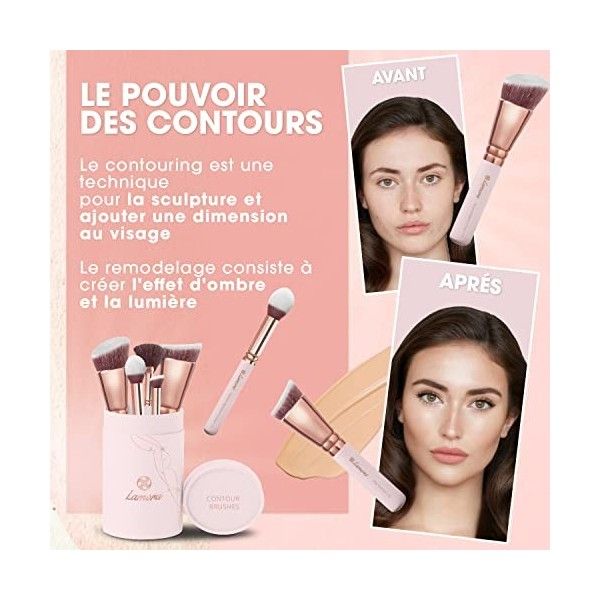 LE POUVOIR
DES CONTOURS
Le contouring est une
technique
pour la sculpture et
ajouter une dimension
au visage
Le remodelage consiste à
créer l'effet d'ombre
et la lumière
AVANT
APRÉS
Lamora
CONTOUR
BRUSHES